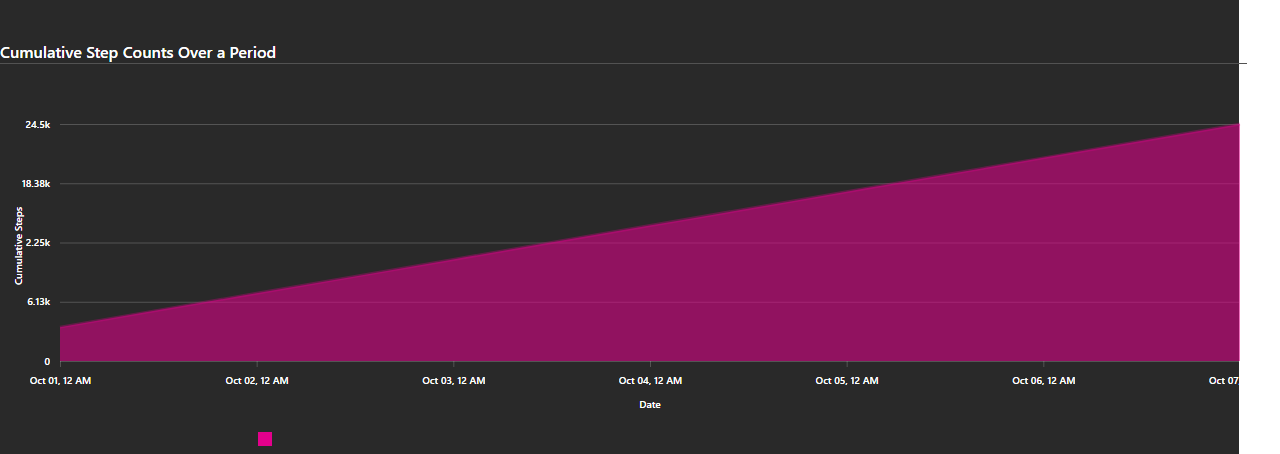 Cumulative Step Counts Over a Period
24.5k
18.38k
2.25k
6.13k
0
Cumulative Steps
Oct 01, 12 AM
Oct 02, 12 AM
Oct 03, 12 AM
Oct 04, 12 AM
Oct 05, 12 AM
Oct 06, 12 AM
Oct 07,
Date